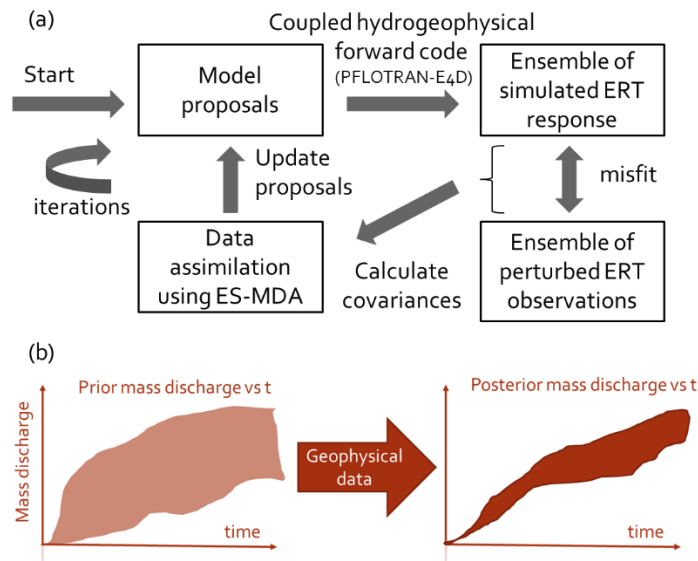 (a)
Start
Model
proposals
Coupled hydrogeophysical
forward code
(PFLOTRAN-E4D)
Ensemble of
simulated ERT
response
iterations
Update
proposals
misfit
Data
assimilation
using ES-MDA
Calculate
covariances
Ensemble of
perturbed ERT
observations
(b)
Prior mass discharge vs t
Mass discharge
time
Geophysical
data
Posterior mass discharge vs t
time